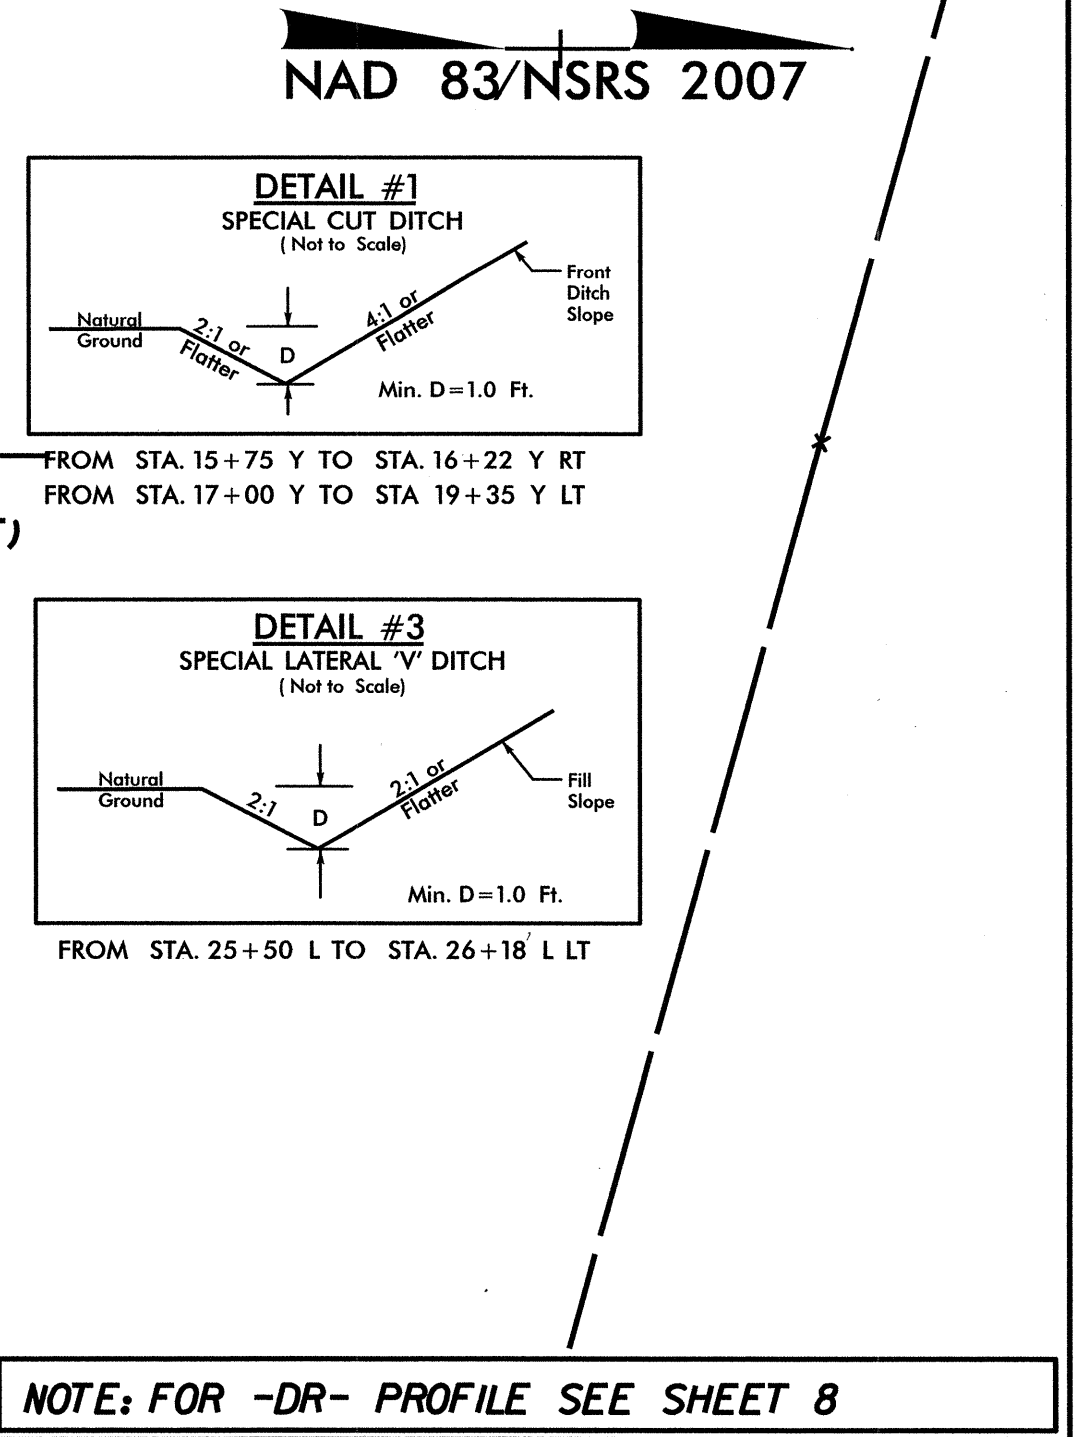 NAD 83/NSRS 2007
DETAIL #1
SPECIAL CUT DITCH
(Not to Scale)
Natural
Ground
2:1 or
Flatter
D
4:1 or
Flatter
Front
Ditch
Slope
Min. D=1.0 Ft.
FROM STA. 15+75 Y TO STA. 16+22 Y RT
FROM STA. 17+00 Y TO STA 19+35 Y LT
)
DETAIL #3
SPECIAL LATERAL 'V' DITCH
(Not to Scale)
Natural
Ground
2:1
D
2:1 or
Flatter
Fill
Slope
Min. D=1.0 Ft.
FROM STA. 25+50 L TO STA. 26+18 L LT
NOTE: FOR -DR- PROFILE SEE SHEET 8